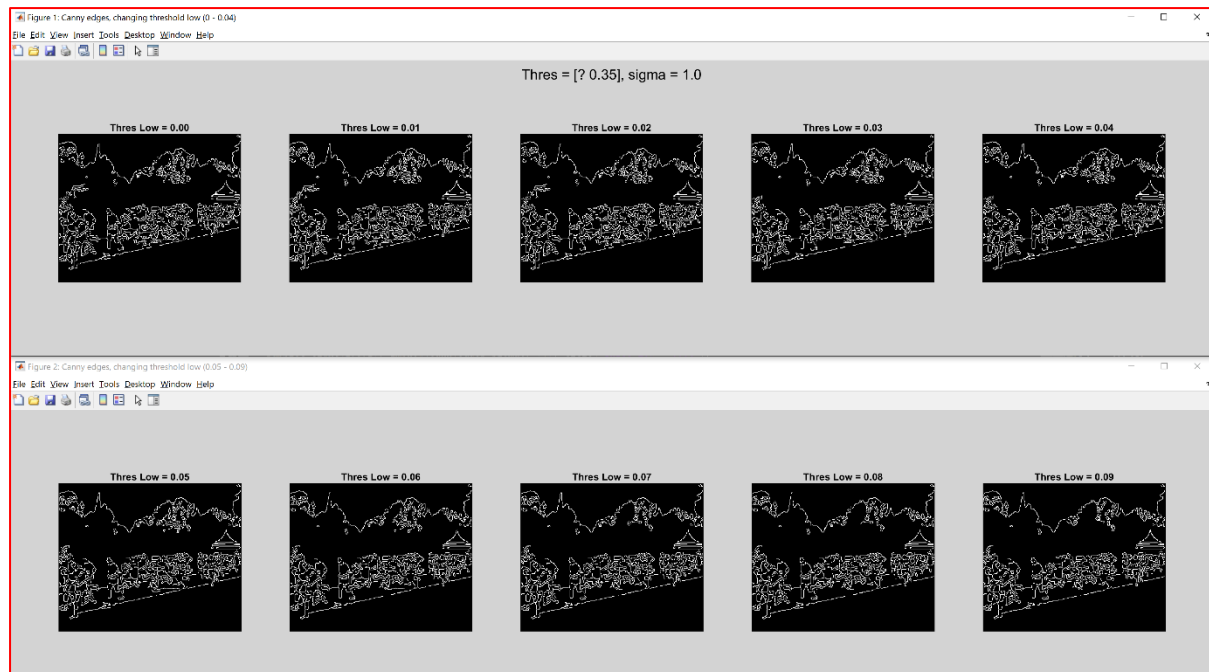 Figure 1: Canny edges, changing threshold low (0 - 0.04)
File Edit View Insert Tools Desktop Window Help
Thres = [? 0.35], sigma = 1.0
Thres Low = 0.00 Thres Low = 0.01 Thres Low = 0.02 Thres Low = 0.03 Thres Low = 0.04
Figure 2: Canny edges, changing threshold low (0.05 - 0.09)
File Edit View Insert Tools Desktop Window Help
Thres Low = 0.05 Thres Low = 0.06 Thres Low = 0.07 Thres Low = 0.08 Thres Low = 0.09